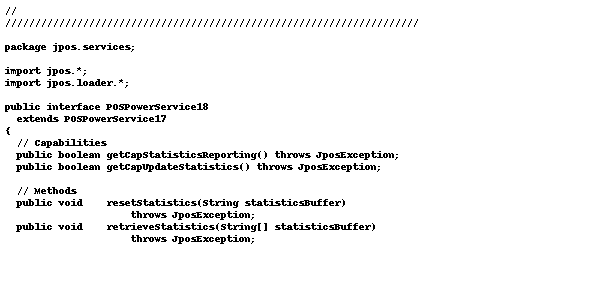 //
/////////////////////////////////////////////////////////////////////

package jpos.services;

import jpos.*;
import jpos.loader.*;

public interface POSPowerService18
  extends POSPowerService17
{
  // Capabilities
  public boolean getCapStatisticsReporting() throws JposException;
  public boolean getCapUpdateStatistics() throws JposException;

  // Methods
  public void    resetStatistics(String statisticsBuffer)
                     throws JposException;
  public void    retrieveStatistics(String[] statisticsBuffer)
                     throws JposException;